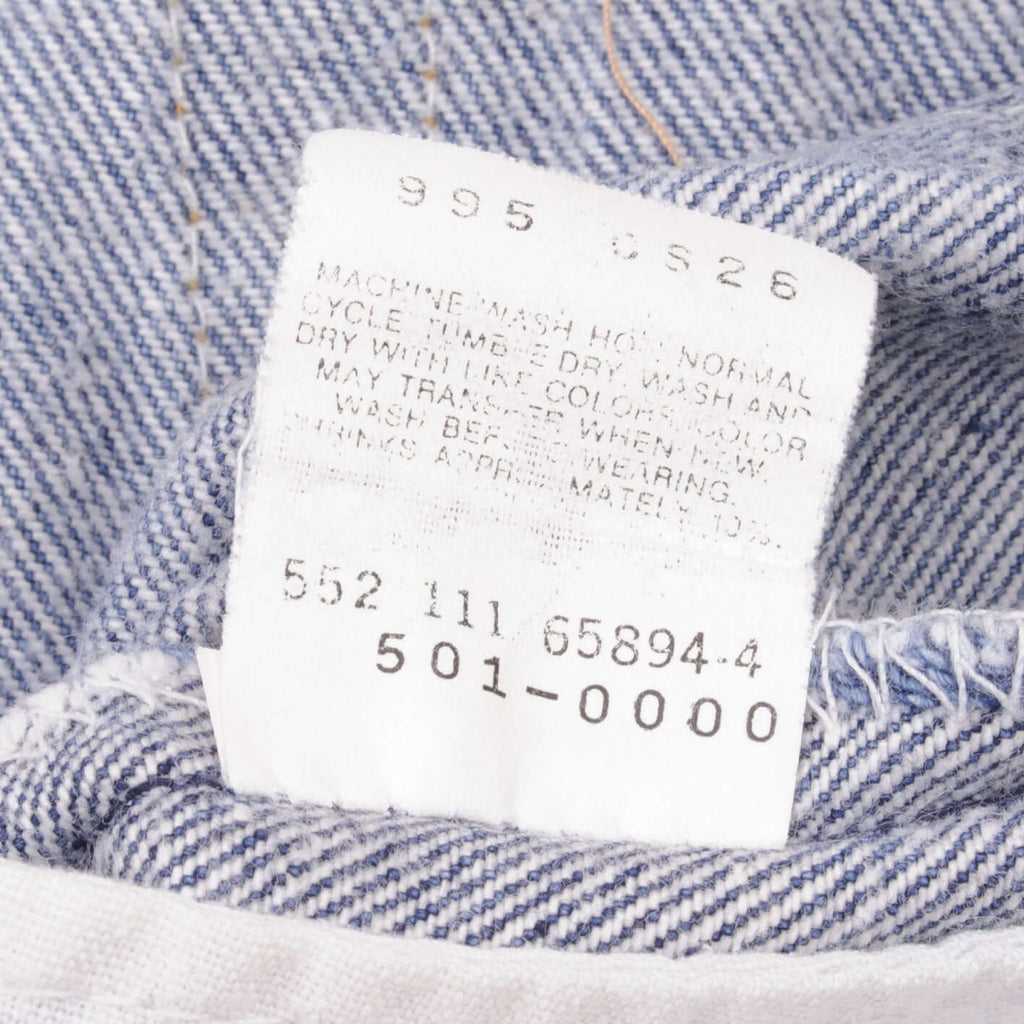 995 CS26
MACHINE WASH HOT NORMAL
CYCLE TUMBLE DRY. WASH AND
DRY WITH LIKE COLORS. COLOR
MAY TRANSFER WHEN NEW.
WASH BEFORE WEARING.
SHRINKS APPROXIMATELY 10%.
552 111 65894-4
501-0000